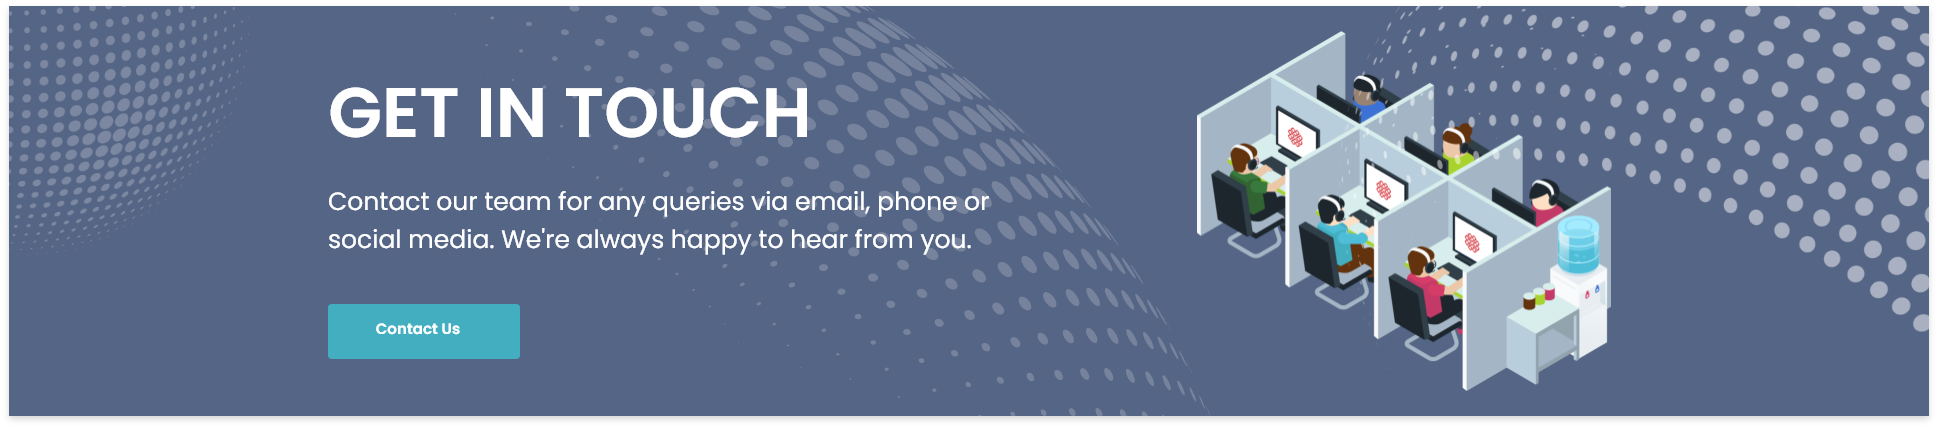 GET IN TOUCH
Contact our team for any queries via email, phone or
social media. We're always happy to hear from you.
Contact Us